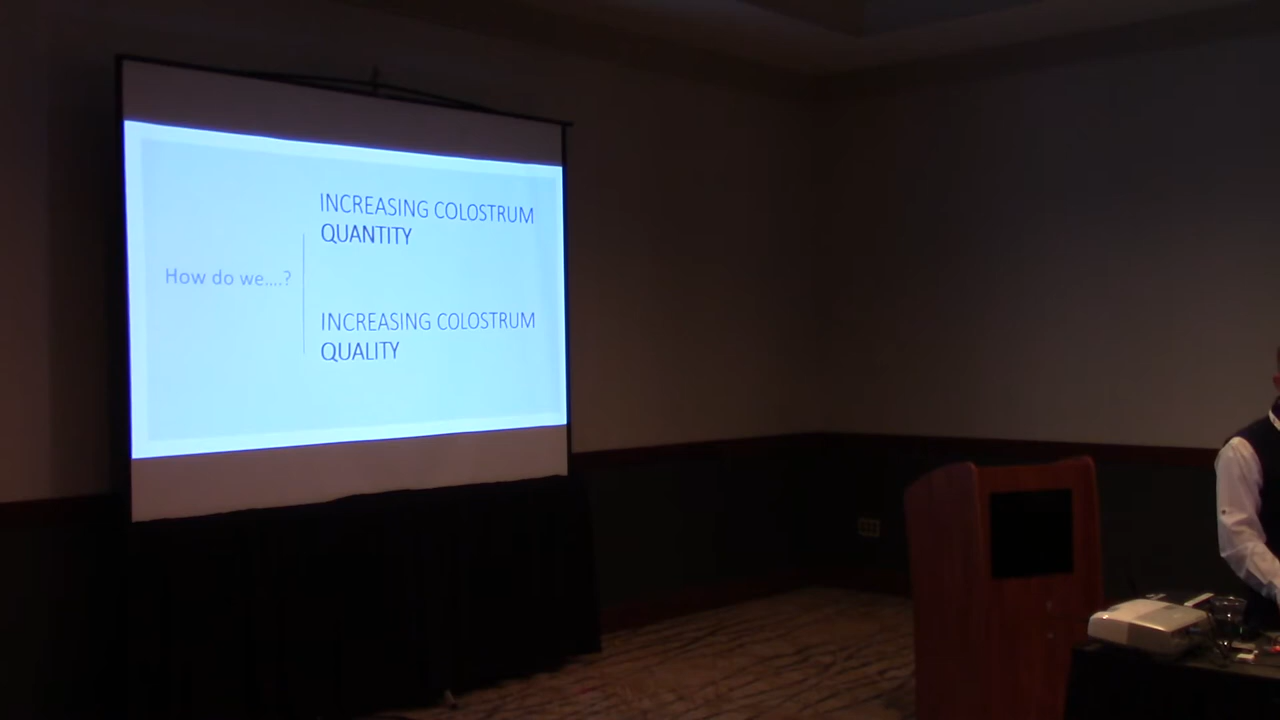 How do we....?
INCREASING COLOSTRUM
QUANTITY
INCREASING COLOSTRUM
QUALITY